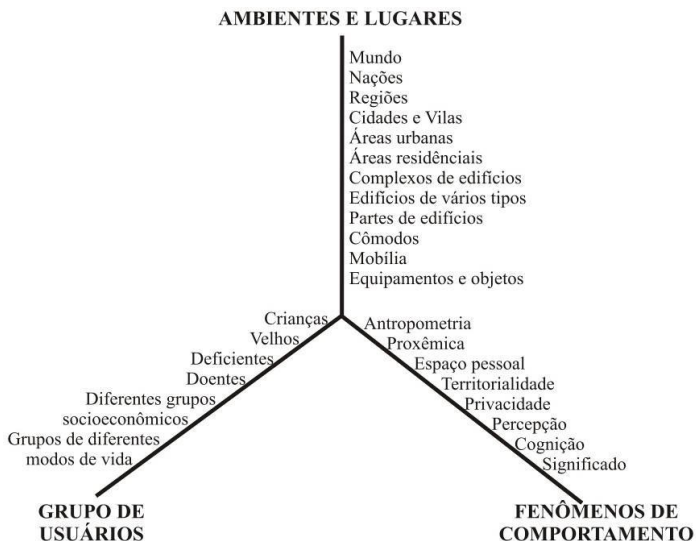 AMBIENTES E LUGARES
Mundo
Nações
Regiões
Cidades e Vilas
Áreas urbanas
Áreas residênciais
Complexos de edifícios
Edifícios de vários tipos
Partes de edifícios
Cômodos
Mobília
Equipamentos e objetos
Crianças
Velhos
Deficientes
Doentes
Diferentes grupos
socioeconômicos
Grupos de diferentes
modos de vida
GRUPO DE
USUÁRIOS
Antropometria
Proxêmica
Espaço pessoal
Territorialidade
Privacidade
Percepção
Cognição
Significado
FENÔMENOS DE
COMPORTAMENTO